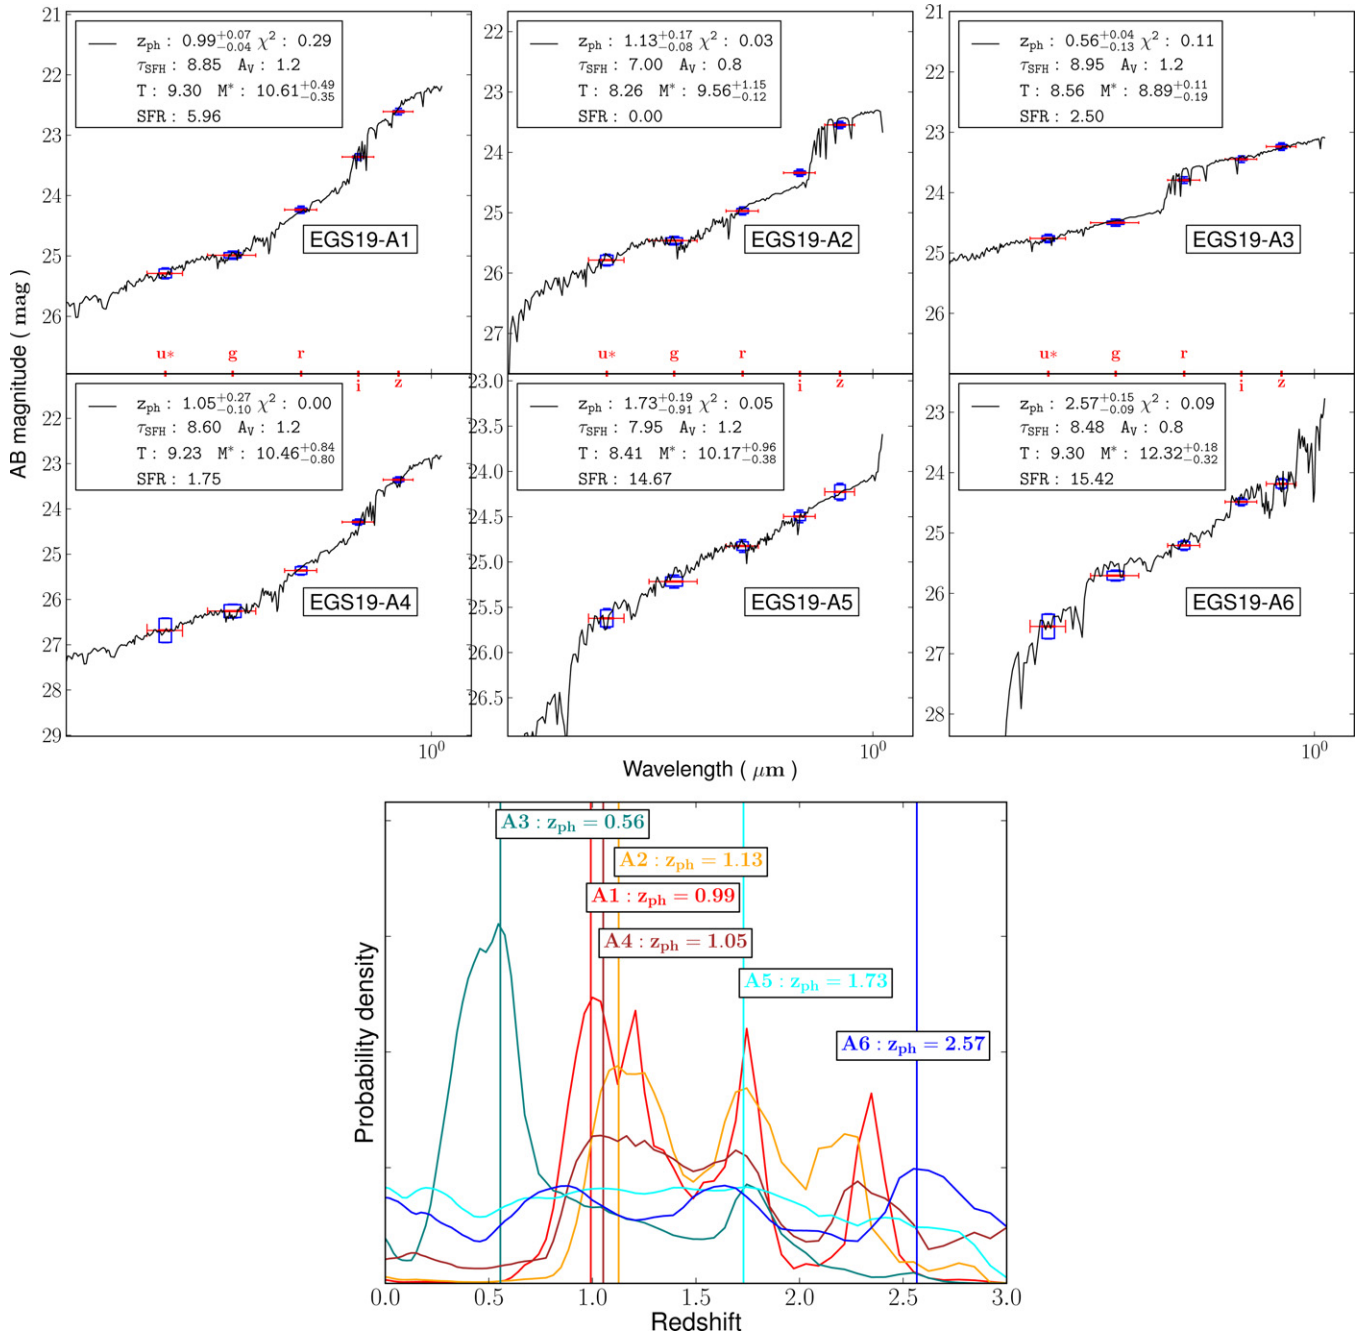 21
22
23
24
25
26
z_ph : 0.99^{+0.07}_{-0.04} χ² : 0.29
τ_SFH : 8.85 A_V : 1.2
T : 9.30 M* : 10.61^{+0.49}_{-0.35}
SFR : 5.96
EGS19-A1
22
23
24
25
26
27
z_ph : 1.13^{+0.17}_{-0.08} χ² : 0.03
τ_SFH : 7.00 A_V : 0.8
T : 8.26 M* : 9.56^{+1.15}_{-0.12}
SFR : 0.00
EGS19-A2
21
22
23
24
25
26
z_ph : 0.56^{+0.04}_{-0.13} χ² : 0.11
τ_SFH : 8.95 A_V : 1.2
T : 8.56 M* : 8.89^{+0.11}_{-0.19}
SFR : 2.50
EGS19-A3
AB magnitude ( mag )
u* g r i z
u* g r i z
u* g r i z
22
23
24
25
26
27
28
29
z_ph : 1.05^{+0.27}_{-0.10} χ² : 0.00
τ_SFH : 8.60 A_V : 1.2
T : 9.23 M* : 10.46^{+0.84}_{-0.80}
SFR : 1.75
EGS19-A4
10⁰
23.0
23.5
24.0
24.5
25.0
25.5
26.0
26.5
z_ph : 1.73^{+0.19}_{-0.91} χ² : 0.05
τ_SFH : 7.95 A_V : 1.2
T : 8.41 M* : 10.17^{+0.96}_{-0.38}
SFR : 14.67
EGS19-A5
10⁰
23
24
25
26
27
28
z_ph : 2.57^{+0.15}_{-0.09} χ² : 0.09
τ_SFH : 8.48 A_V : 0.8
T : 9.30 M* : 12.32^{+0.18}_{-0.32}
SFR : 15.42
EGS19-A6
10⁰
Wavelength ( μm )
A3 : z_ph = 0.56
A2 : z_ph = 1.13
A1 : z_ph = 0.99
A4 : z_ph = 1.05
A5 : z_ph = 1.73
A6 : z_ph = 2.57
Probability density
0.0 0.5 1.0 1.5 2.0 2.5 3.0
Redshift